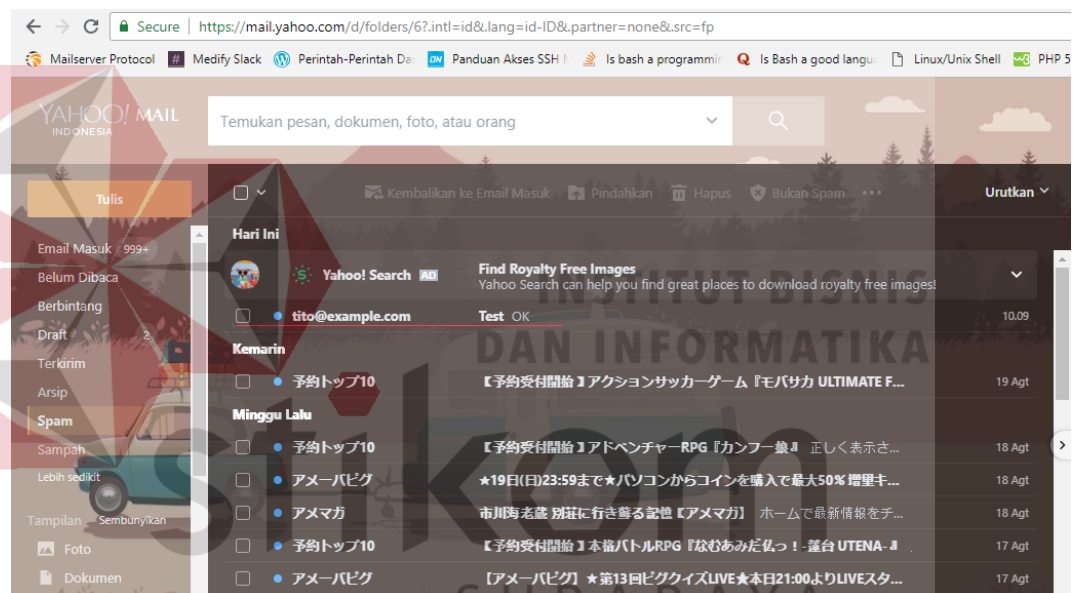 Secure https://mail.yahoo.com/d/folders/6?.intl=id&.lang=id-ID&.partner=none&.src=fp
Mailserver Protocol Medify Slack Perintah-Perintah Da Panduan Akses SSH Is bash a programmin Is Bash a good langu Linux/Unix Shell PHP 5
YAHOO! MAIL
INDONESIA
Temukan pesan, dokumen, foto, atau orang
Tulis
Kembalikan ke Email Masuk Pindahkan Hapus Bukan Spam Urutkan
Hari Ini
Email Masuk 999+
Belum Dibaca
Berbintang
Draft 2
Terkirim
Arsip
Spam
Sampah
Lebih sedikit
Tampilan Sembunyikan
Foto
Dokumen
Yahoo! Search AD Find Royalty Free Images
Yahoo Search can help you find great places to download royalty free images!
tito@example.com Test OK 10.09
Kemarin
予約トップ10 【予約受付開始】アクションサッカーゲーム『モバサカ ULTIMATE F... 19 Agt
Minggu Lalu
予約トップ10 【予約受付開始】アドベンチャーRPG『カンフー娘』 正しく表示さ... 18 Agt
アメーバピグ ★19日(日)23:59まで★パソコンからコインを購入で最大50%増量キ... 18 Agt
アメマガ 市川海老蔵 別荘に行き蘇る記憶【アメマガ】 ホームで最新情報をチ... 18 Agt
予約トップ10 【予約受付開始】本格バトルRPG『なむあみだ仏っ！-蓮台 UTENA-』 17 Agt
アメーバピグ 【アメーバピグ】★第13回ピグクイズLIVE★本日21:00よりLIVEスタ... 17 Agt
INSTITUT BISNIS
DAN INFORMATIKA
stikom
SURABAYA